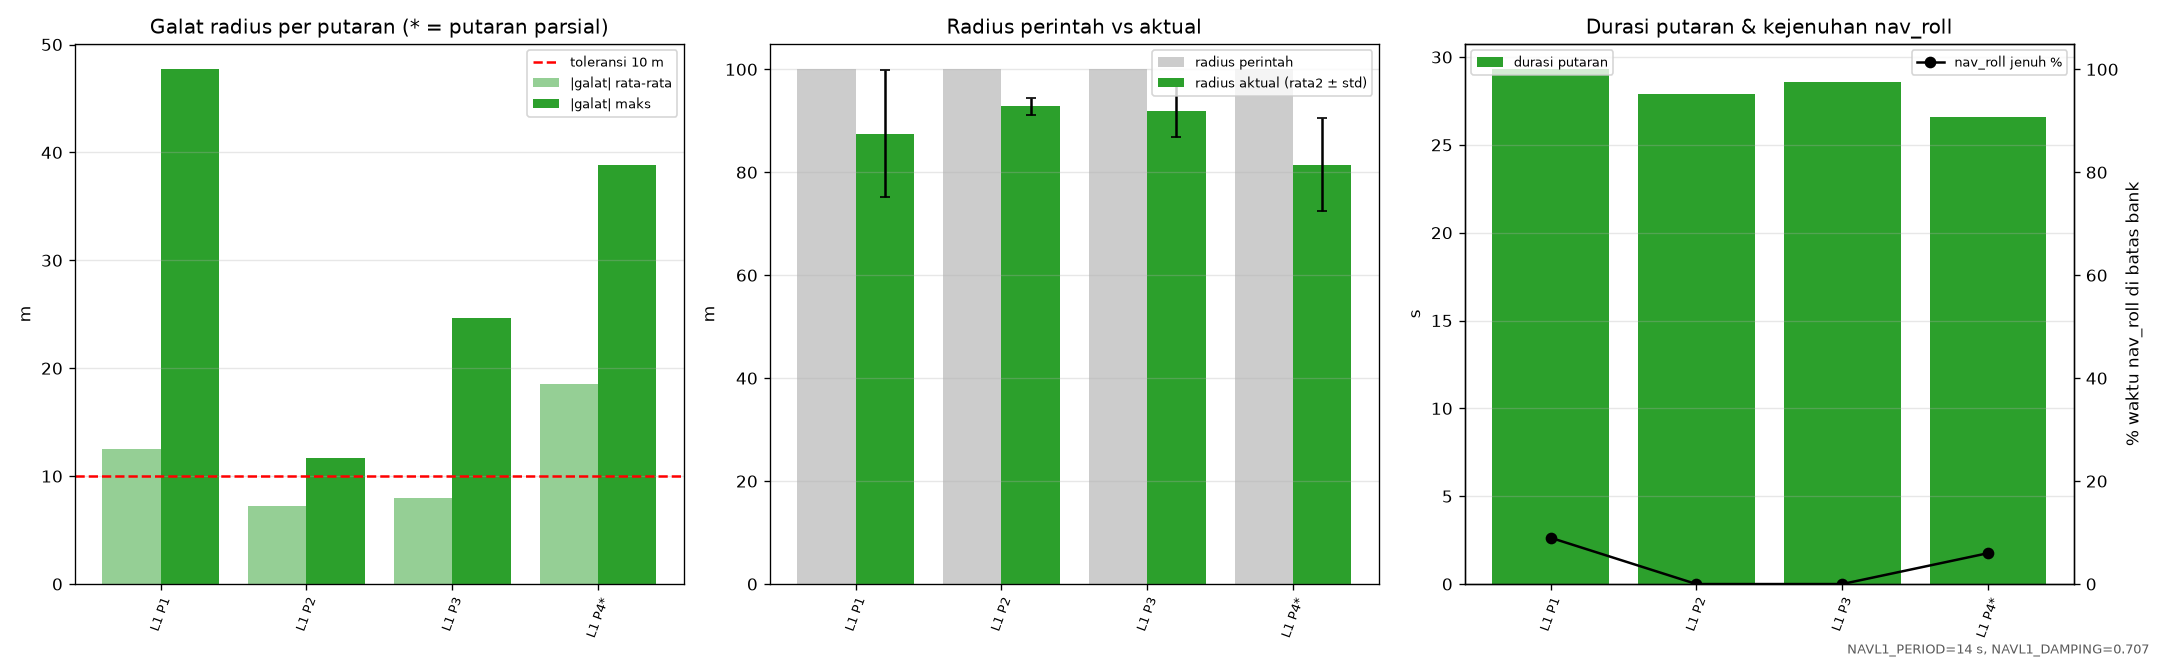 Galat radius per putaran (* = putaran parsial)
50
40
30
20
10
0
m
toleransi 10 m
|galat| rata-rata
|galat| maks
L1 P1
L1 P2
L1 P3
L1 P4*
Radius perintah vs aktual
100
80
60
40
20
0
m
radius perintah
radius aktual (rata2 ± std)
L1 P1
L1 P2
L1 P3
L1 P4*
Durasi putaran & kejenuhan nav_roll
30
25
20
15
10
5
0
s
durasi putaran
nav_roll jenuh %
100
80
60
40
20
0
% waktu nav_roll di batas bank
L1 P1
L1 P2
L1 P3
L1 P4*
NAVL1_PERIOD=14 s, NAVL1_DAMPING=0.707